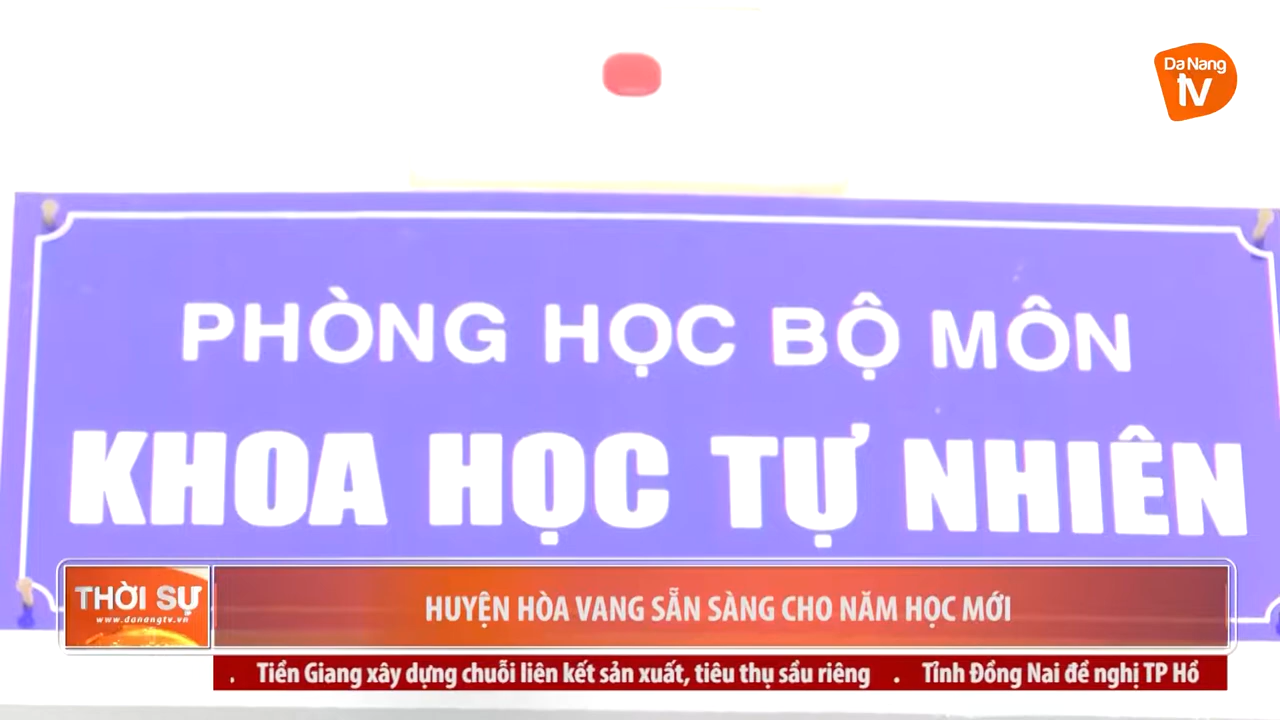 Da Nang
tv
PHÒNG HỌC BỘ MÔN
KHOA HỌC TỰ NHIÊN
THỜI SỰ
www.danangtv.vn
HUYỆN HÒA VANG SẴN SÀNG CHO NĂM HỌC MỚI
. Tiền Giang xây dựng chuỗi liên kết sản xuất, tiêu thụ sầu riêng . Tỉnh Đồng Nai đề nghị TP Hồ